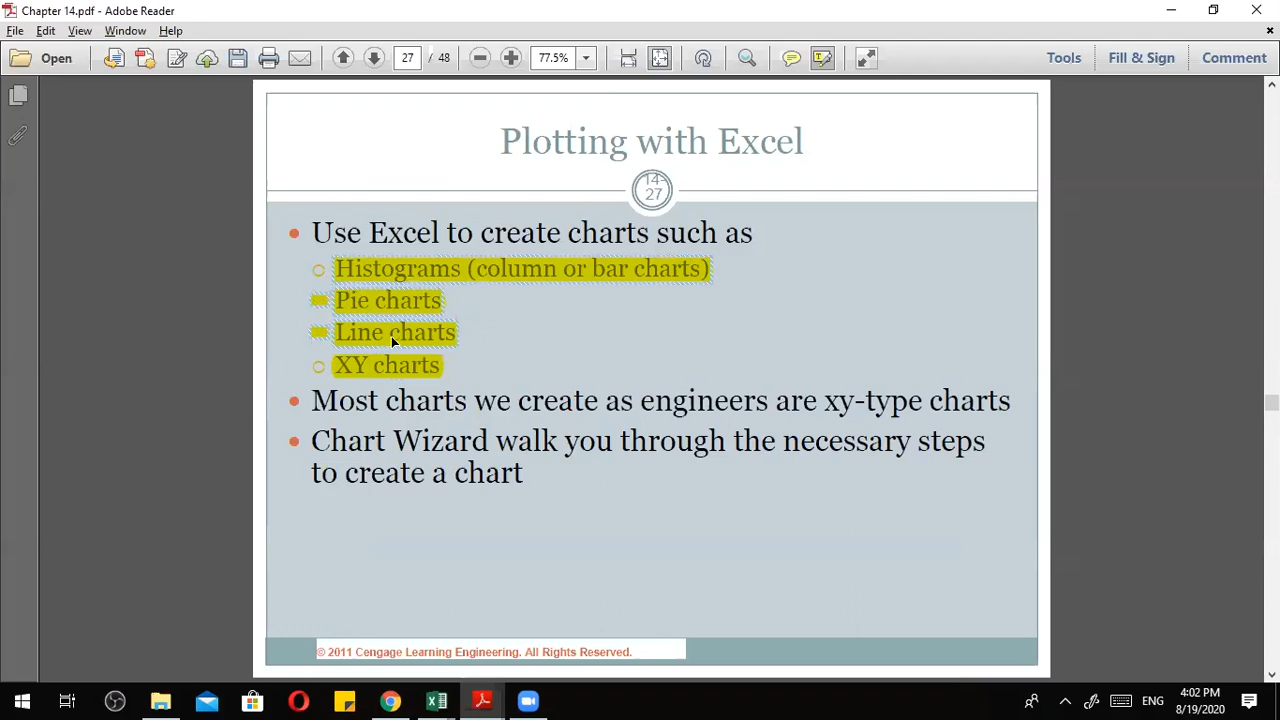 Chapter 14.pdf - Adobe Reader
File Edit View Window Help
Open 27 / 48 77.5% Tools Fill & Sign Comment
Plotting with Excel
14-
27
Use Excel to create charts such as
Histograms (column or bar charts)
Pie charts
Line charts
XY charts
Most charts we create as engineers are xy-type charts
Chart Wizard walk you through the necessary steps
to create a chart
© 2011 Cengage Learning Engineering. All Rights Reserved.
ENG
4:02 PM
8/19/2020